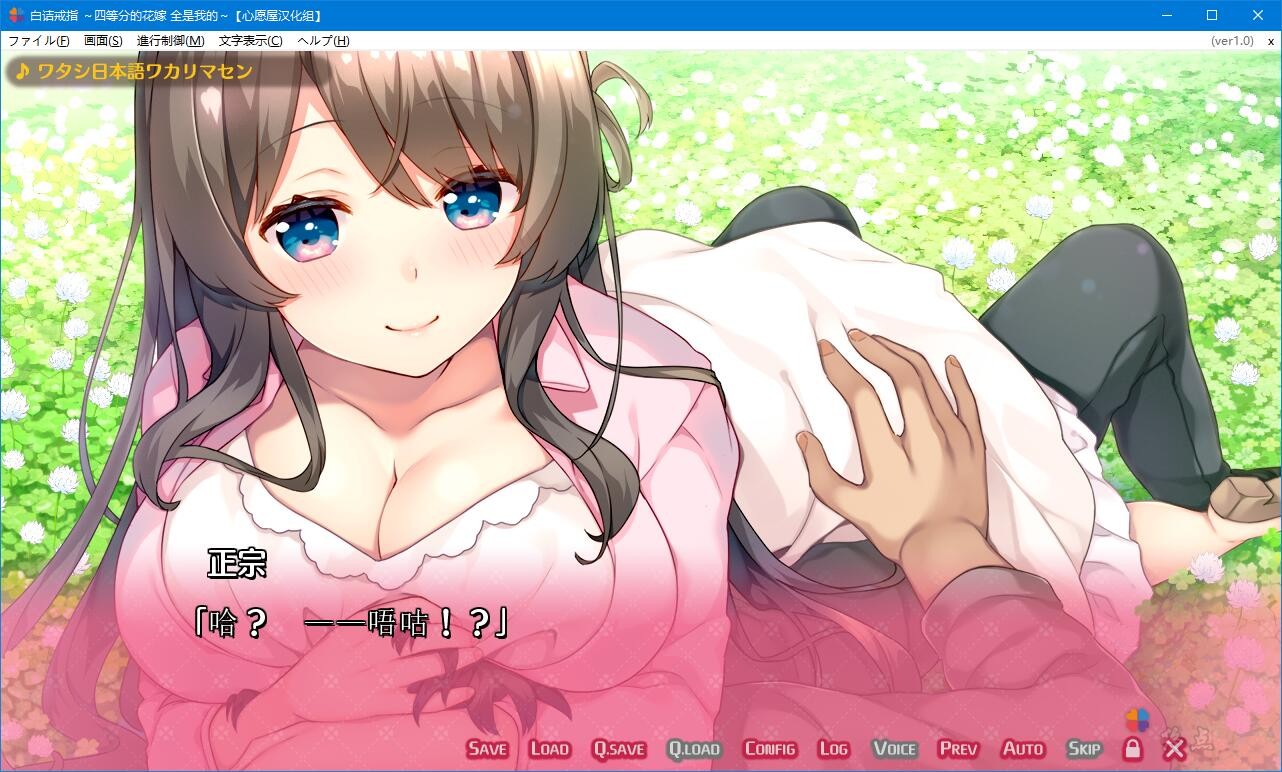 白诘戒指 ～四等分的花嫁 全是我的～【心愿屋汉化组】
ファイル(F) 画面(S) 進行制御(M) 文字表示(C) ヘルプ(H) (ver1.0) x
♪ ワタシ日本語ワカリマセン
正宗
「哈？　——唔咕！？」
SAVE LOAD Q.SAVE Q.LOAD CONFIG LOG VOICE PREV AUTO SKIP